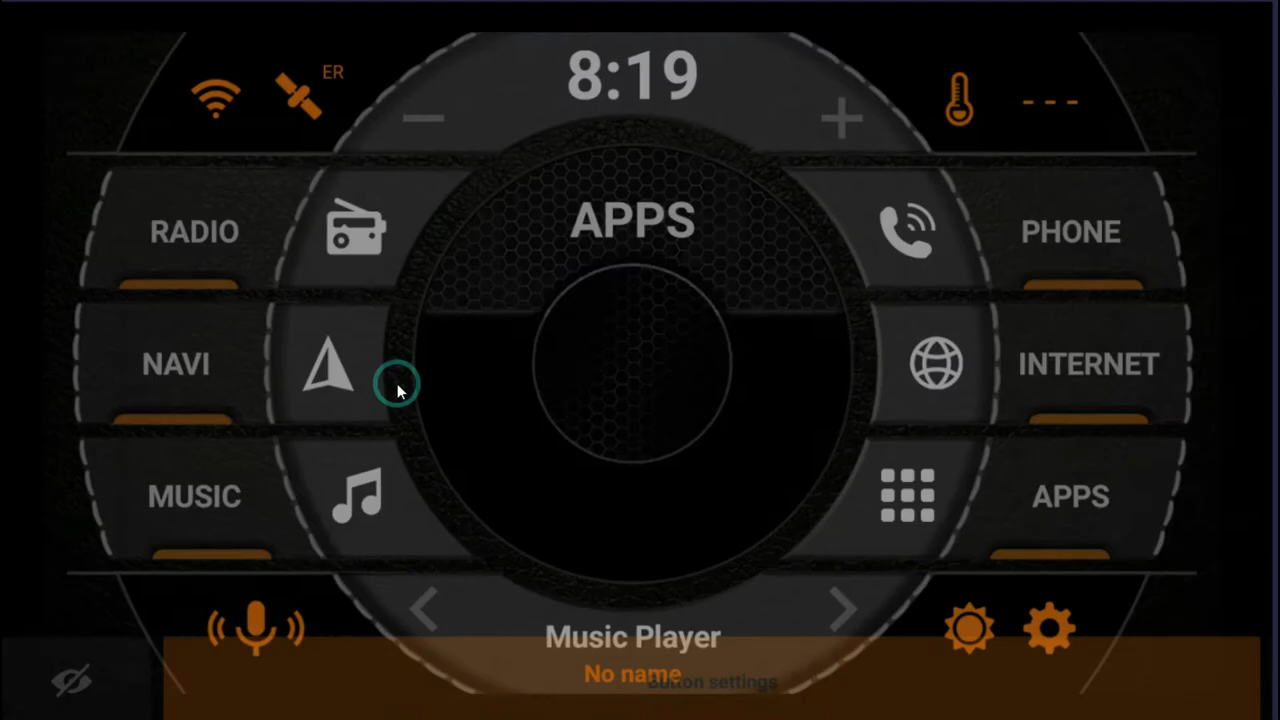 ER
8:19
- - -
RADIO
APPS
PHONE
NAVI
INTERNET
MUSIC
APPS
Music Player
No name
Button settings